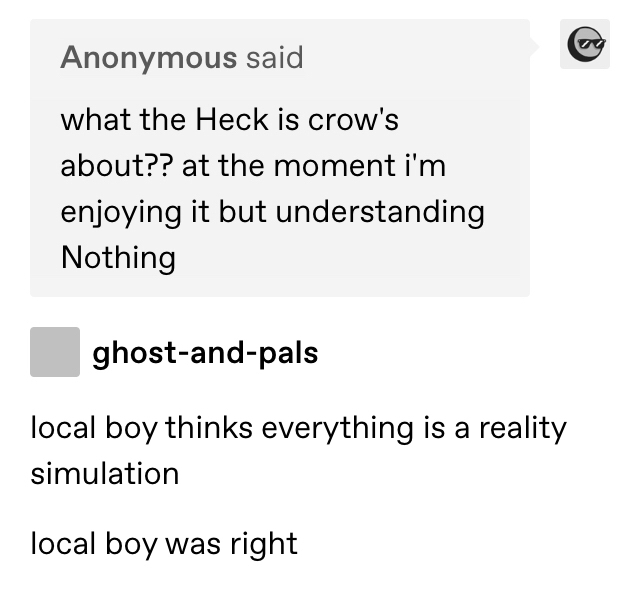 Anonymous said
what the Heck is crow's
about?? at the moment i'm
enjoying it but understanding
Nothing
ghost-and-pals
local boy thinks everything is a reality
simulation
local boy was right